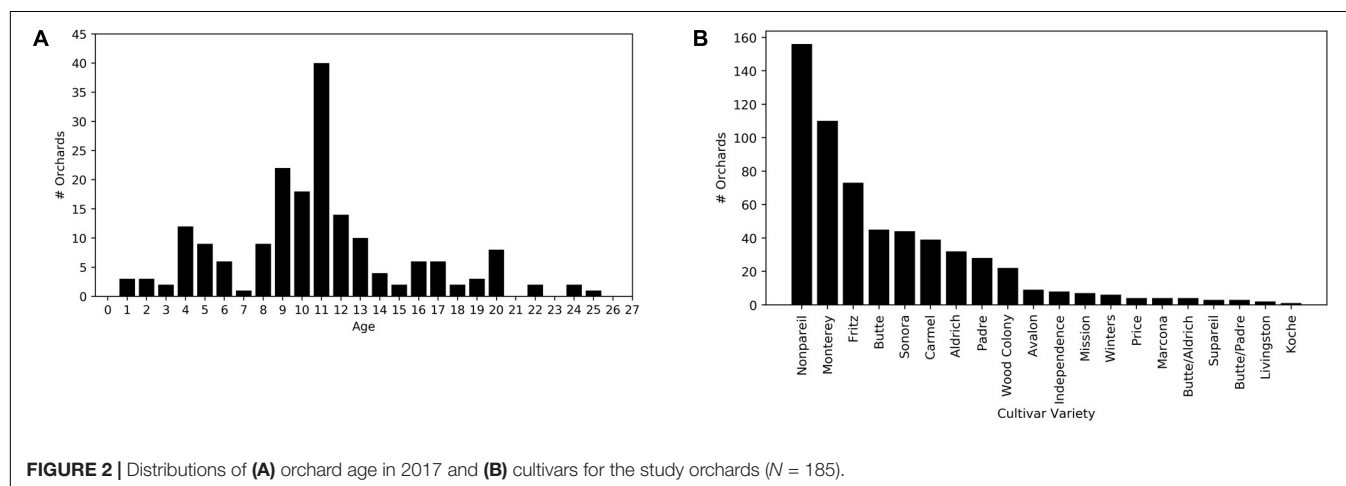 A
45
40
35
30
25
20
15
10
5
0
# Orchards
0 1 2 3 4 5 6 7 8 9 10 11 12 13 14 15 16 17 18 19 20 21 22 23 24 25 26 27
Age
B
160
140
120
100
80
60
40
20
0
# Orchards
Nonpareil
Monterey
Fritz
Butte
Sonora
Carmel
Aldrich
Padre
Wood Colony
Avalon
Independence
Mission
Winters
Price
Marcona
Butte/Aldrich
Supareil
Butte/Padre
Livingston
Koche
Cultivar Variety
FIGURE 2 | Distributions of (A) orchard age in 2017 and (B) cultivars for the study orchards (N = 185).